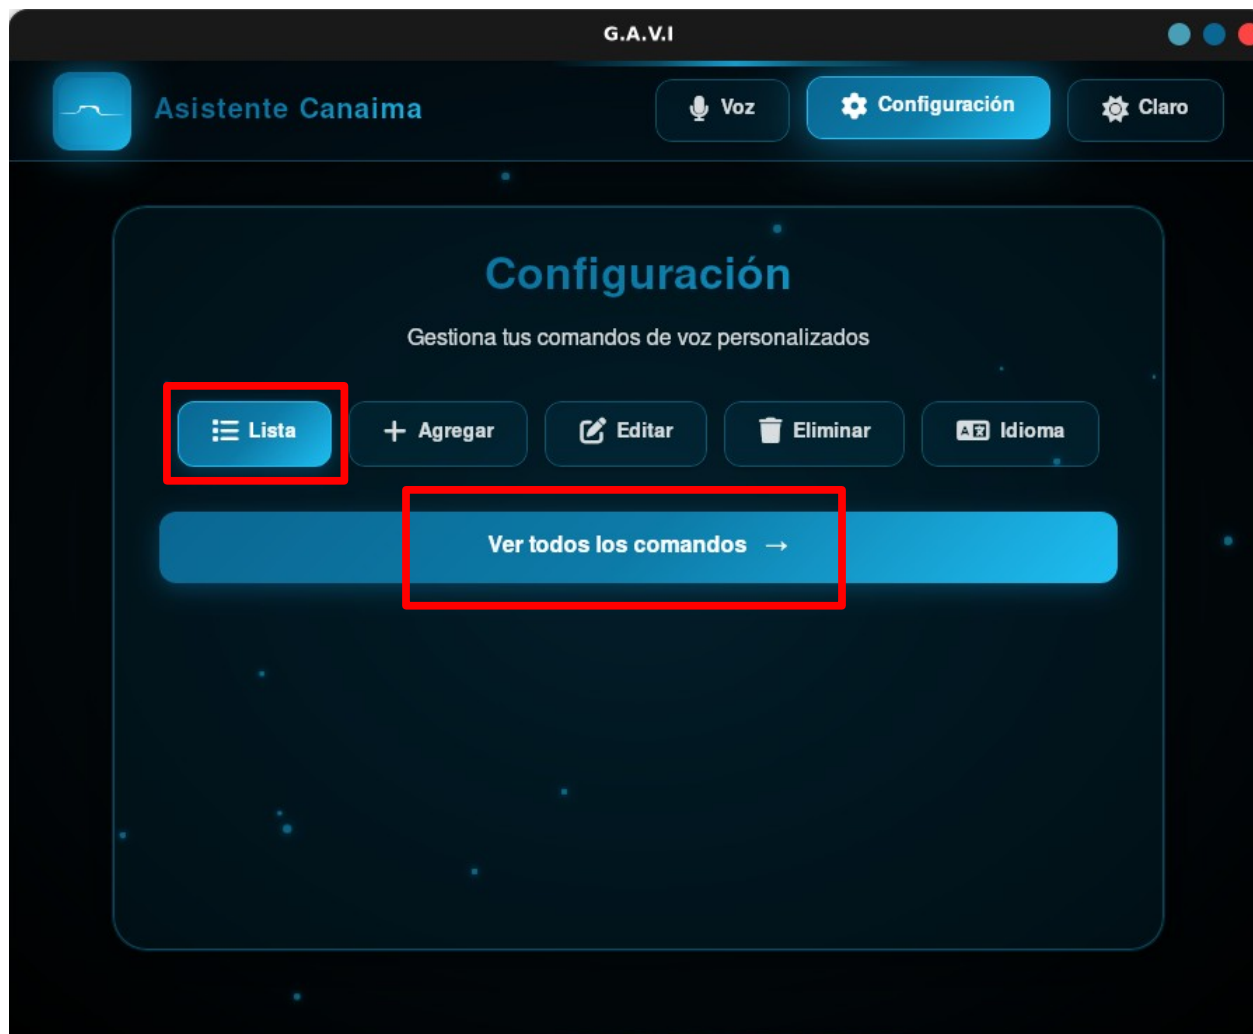 G.A.V.I
Asistente Canaima
Voz
Configuración
Claro
Configuración
Gestiona tus comandos de voz personalizados
Lista
Agregar
Editar
Eliminar
Idioma
Ver todos los comandos →